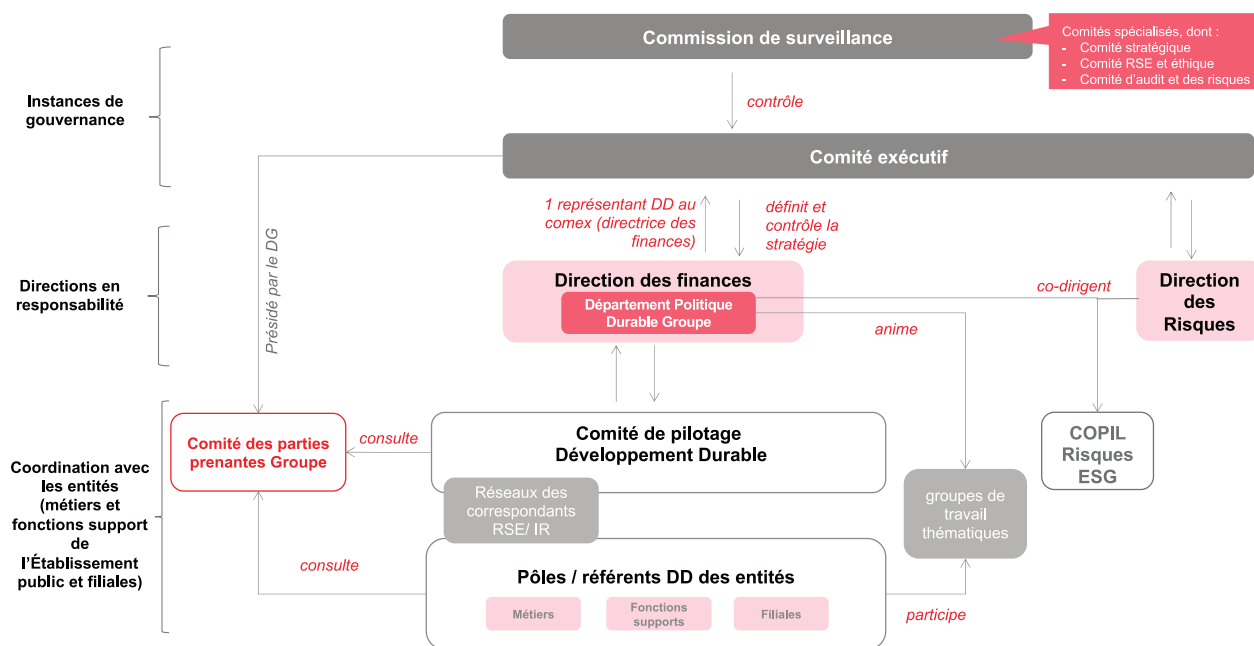 Commission de surveillance
Comités spécialisés, dont :
- Comité stratégique
- Comité RSE et éthique
- Comité d'audit et des risques
Instances de
gouvernance
contrôle
Comité exécutif
1 représentant DD au
comex (directrice des
finances)
définit et
contrôle la
stratégie
Présidé par le DG
Directions en
responsabilité
Direction des finances
Département Politique
Durable Groupe
co-dirigent
anime
Direction
des
Risques
Coordination avec
les entités
(métiers et
fonctions support
de
l'Établissement
public et filiales)
Comité des parties
prenantes Groupe
consulte
Comité de pilotage
Développement Durable
COPIL
Risques
ESG
Réseaux des
correspondants
RSE/ IR
groupes de
travail
thématiques
consulte
Pôles / référents DD des entités
Métiers
Fonctions
supports
Filiales
participe